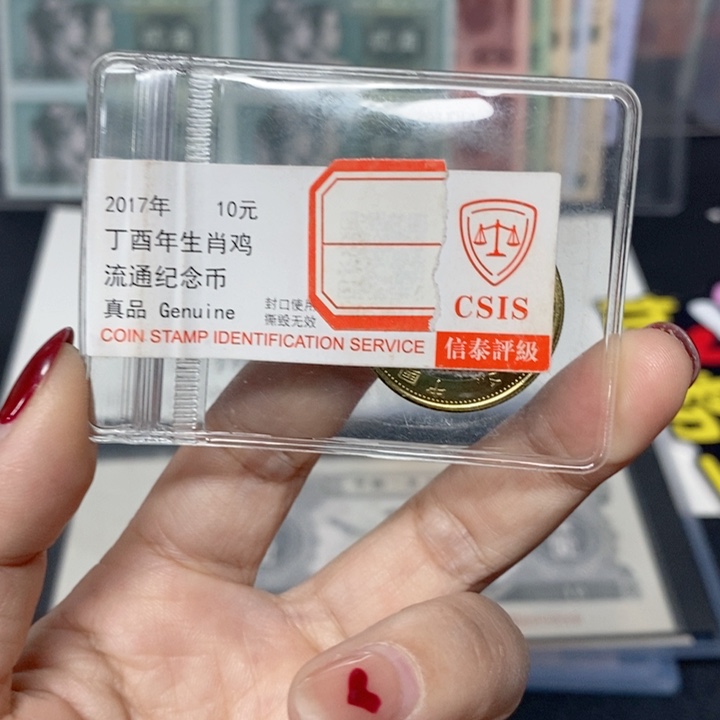 2017年 10元
丁酉年生肖鸡
流通纪念币
真品 Genuine
封口使用
撕毁无效
COIN STAMP IDENTIFICATION SERVICE
CSIS
信泰評級